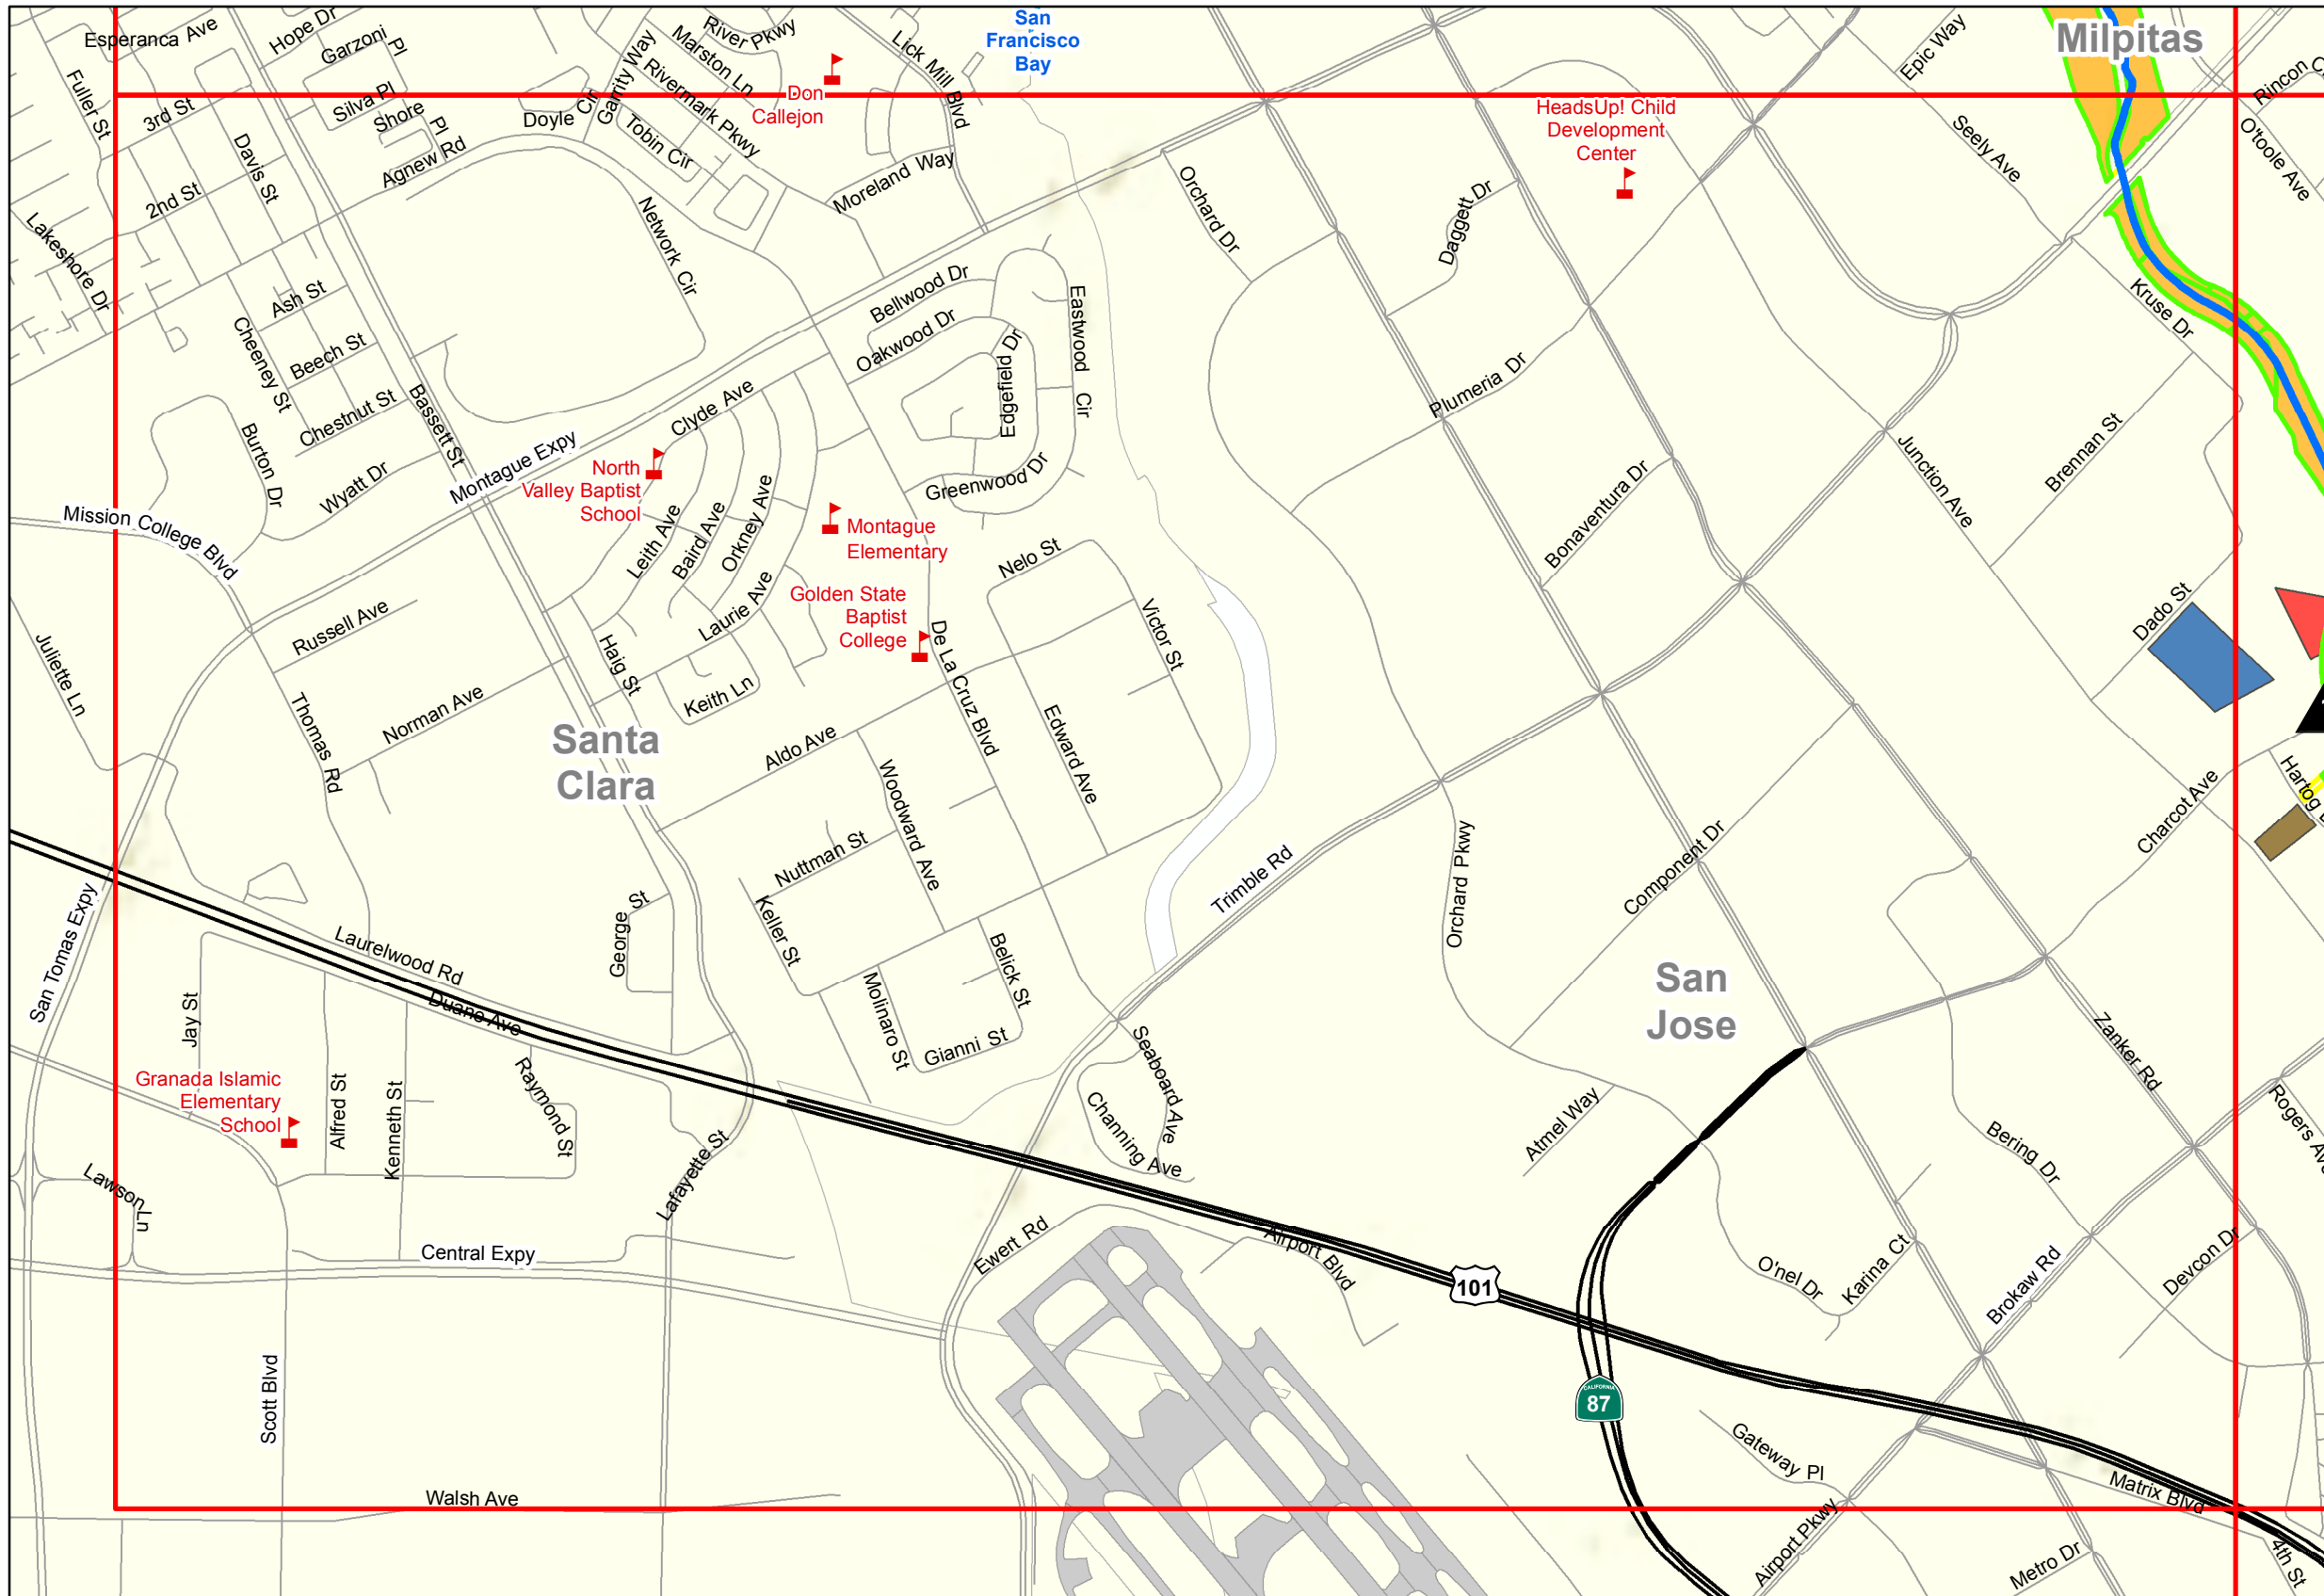 San
Francisco
Bay
Milpitas
Esperanca Ave
Hope Dr
Garzoni
Pl
River Pkwy
Marston Ln
Garrity Way
Rivermark Pkwy
Lick Mill Blvd
Epic Way
Rincon
Fuller St
3rd St
Silva Pl
Shore
Pl
Doyle
Cir
Don
Callejon
HeadsUp! Child
Development
Center
O'toole Ave
Seely Ave
Davis St
Agnew Rd
Tobin Cir
Moreland Way
Orchard Dr
Daggett Dr
2nd St
Lakeshore Dr
Network Cir
Bellwood Dr
Eastwood
Cir
Kruse Dr
Ash St
Oakwood Dr
Edgefield Dr
Cheeney St
Beech St
Plumeria Dr
Chestnut St
Bassett St
Clyde Ave
Burton Dr
Wyatt Dr
Montague Expy
North
Valley Baptist
School
Greenwood Dr
Junction Ave
Brennan St
Mission College Blvd
Leith Ave
Baird Ave
Orkney Ave
Montague
Elementary
Bonaventura Dr
Nelo St
Russell Ave
Laurie Ave
Golden State
Baptist
College
De La Cruz Blvd
Victor St
Dado St
Juliette Ln
Haig St
Keith Ln
Thomas Rd
Norman Ave
Santa
Clara
Aldo Ave
Edward Ave
Woodward Ave
Hartog
Charcot Ave
Nuttman St
Trimble Rd
Orchard Pkwy
Component Dr
San Tomas Expy
Laurelwood Rd
George
St
Keller St
Belick St
San
Jose
Duane Ave
Jay St
Molinaro St
Gianni St
Seaboard Ave
Zanker Rd
Granada Islamic
Elementary
School
Alfred St
Kenneth St
Raymond St
Channing Ave
Atmel Way
Bering Dr
Rogers Ave
Lawson
Ln
Lafayette St
Central Expy
Ewert Rd
Airport Blvd
101
O'nel Dr
Karina Ct
Brokaw Rd
Devcon Dr
Scott Blvd
CALIFORNIA
87
Gateway Pl
Walsh Ave
Matrix Blvd
Airport Pkwy
Metro Dr
4th St